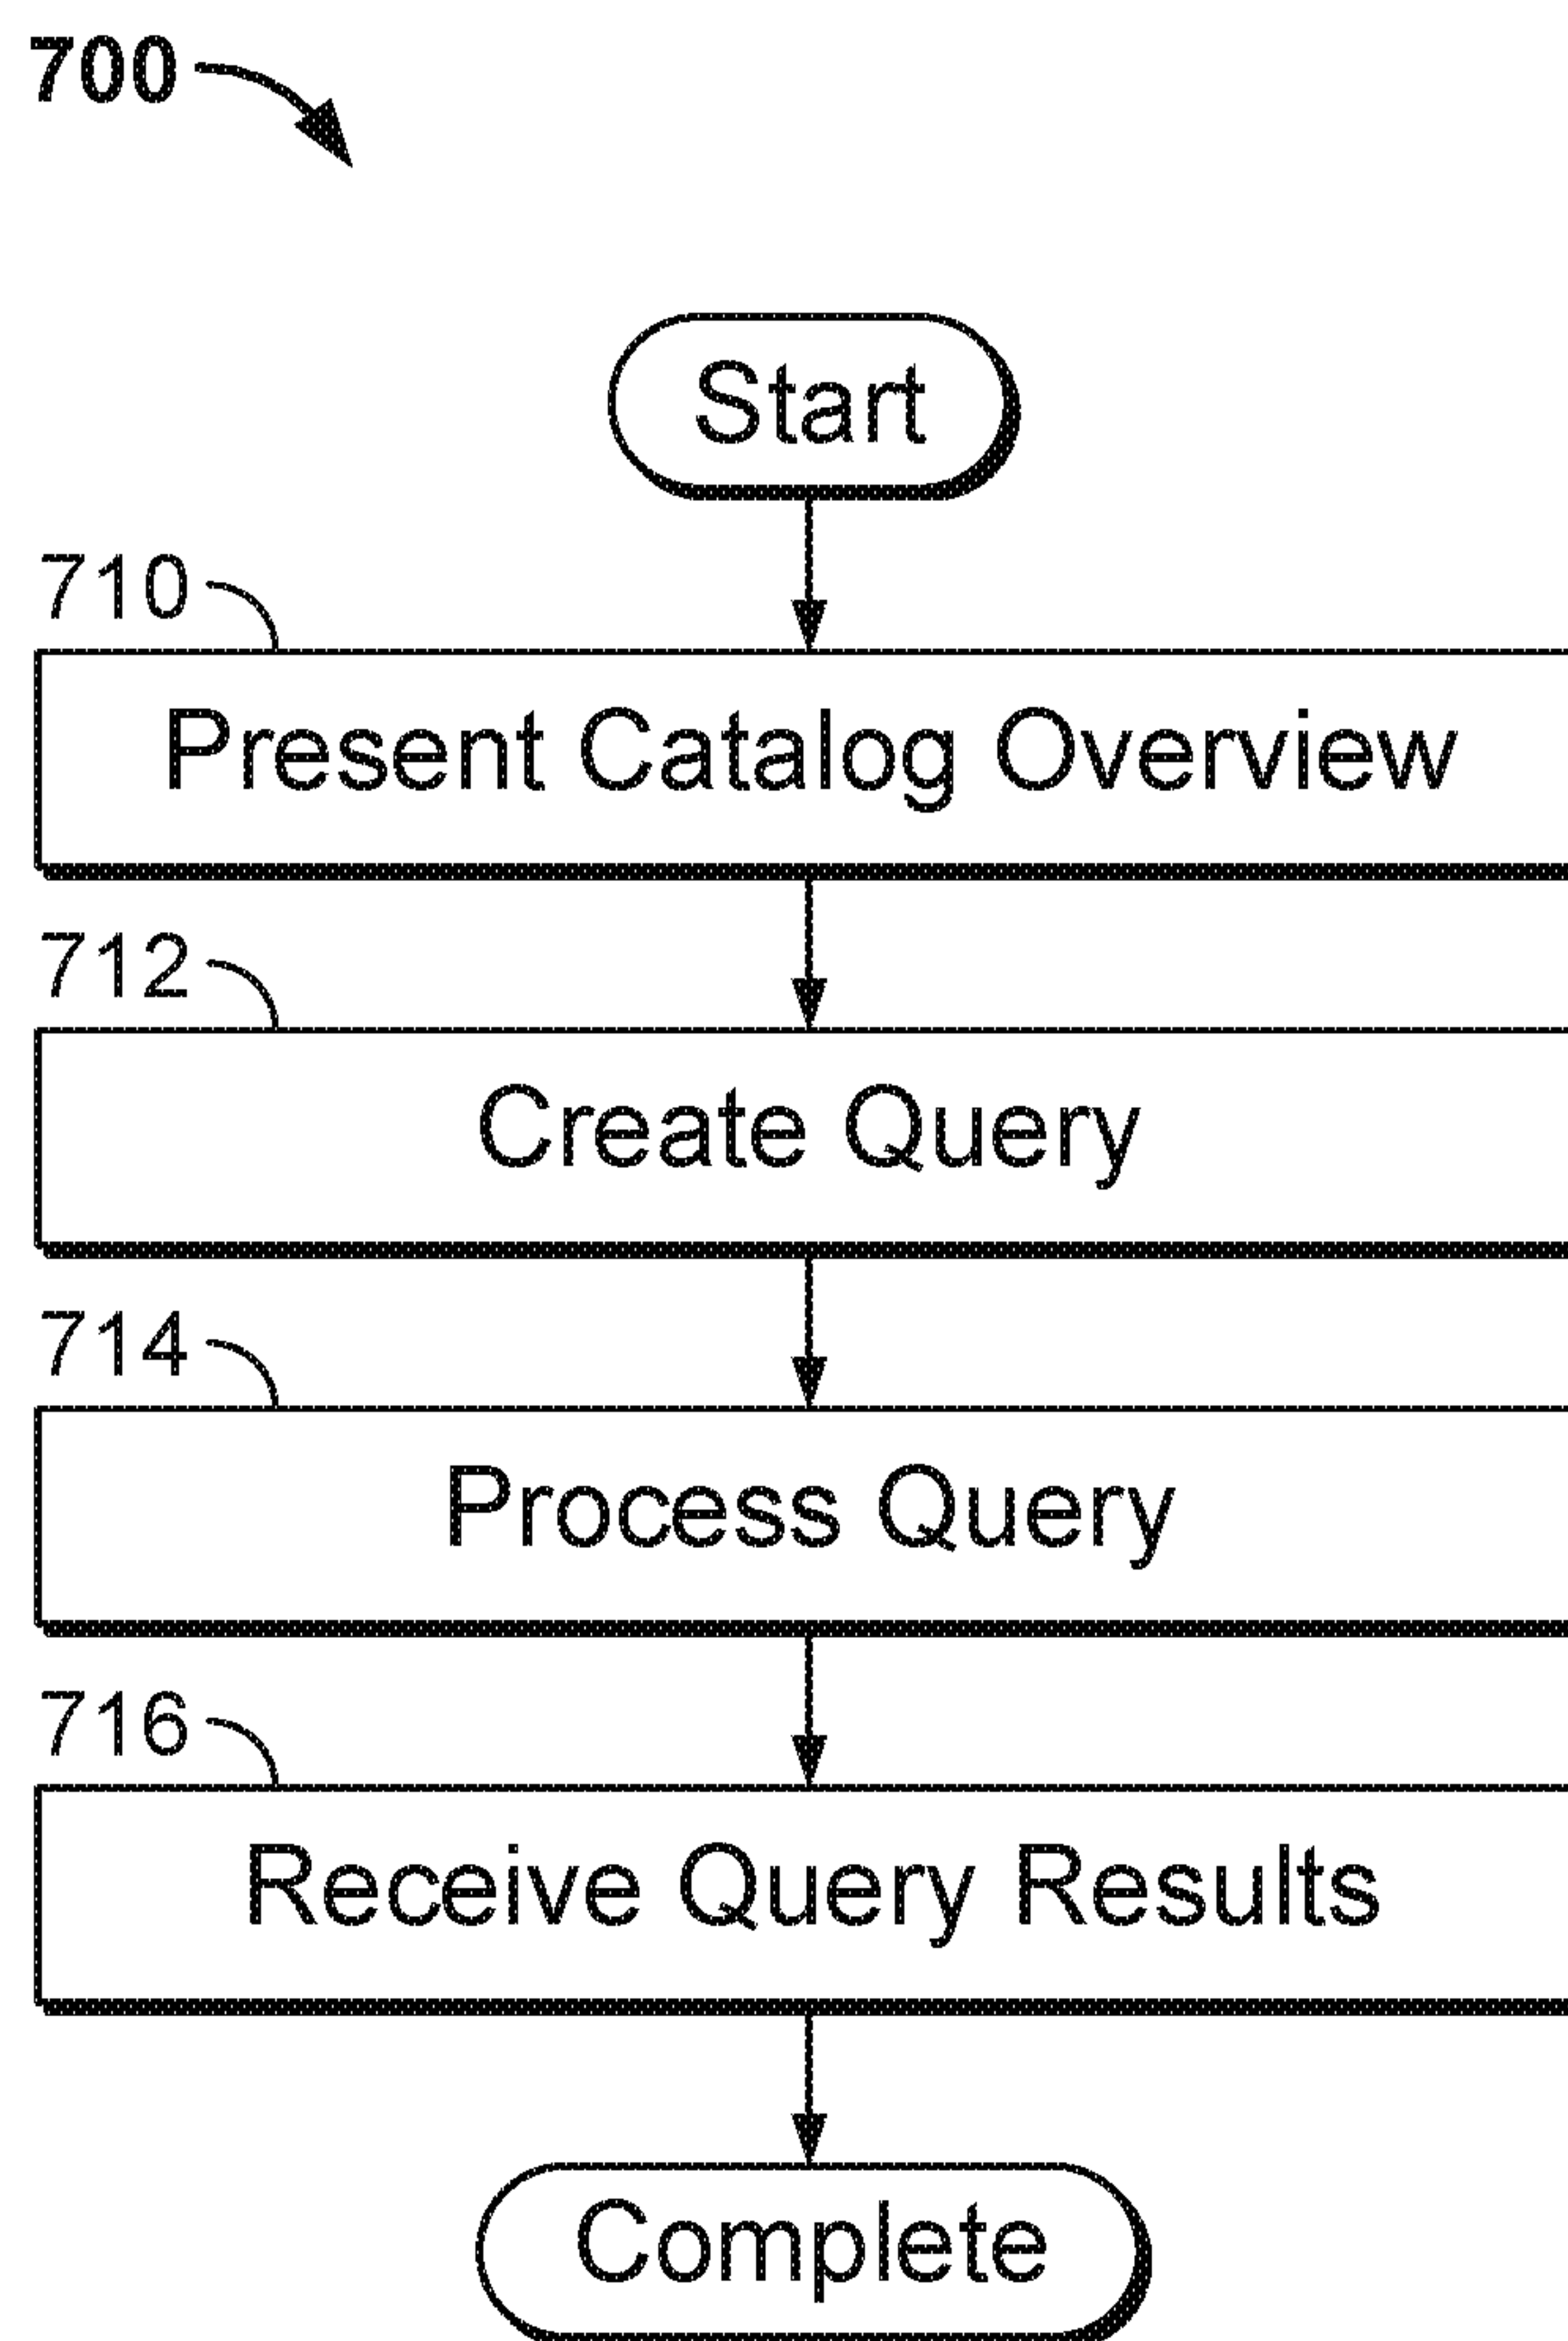 700
Start
710
Present Catalog Overview
712
Create Query
714
Process Query
716
Receive Query Results
Complete